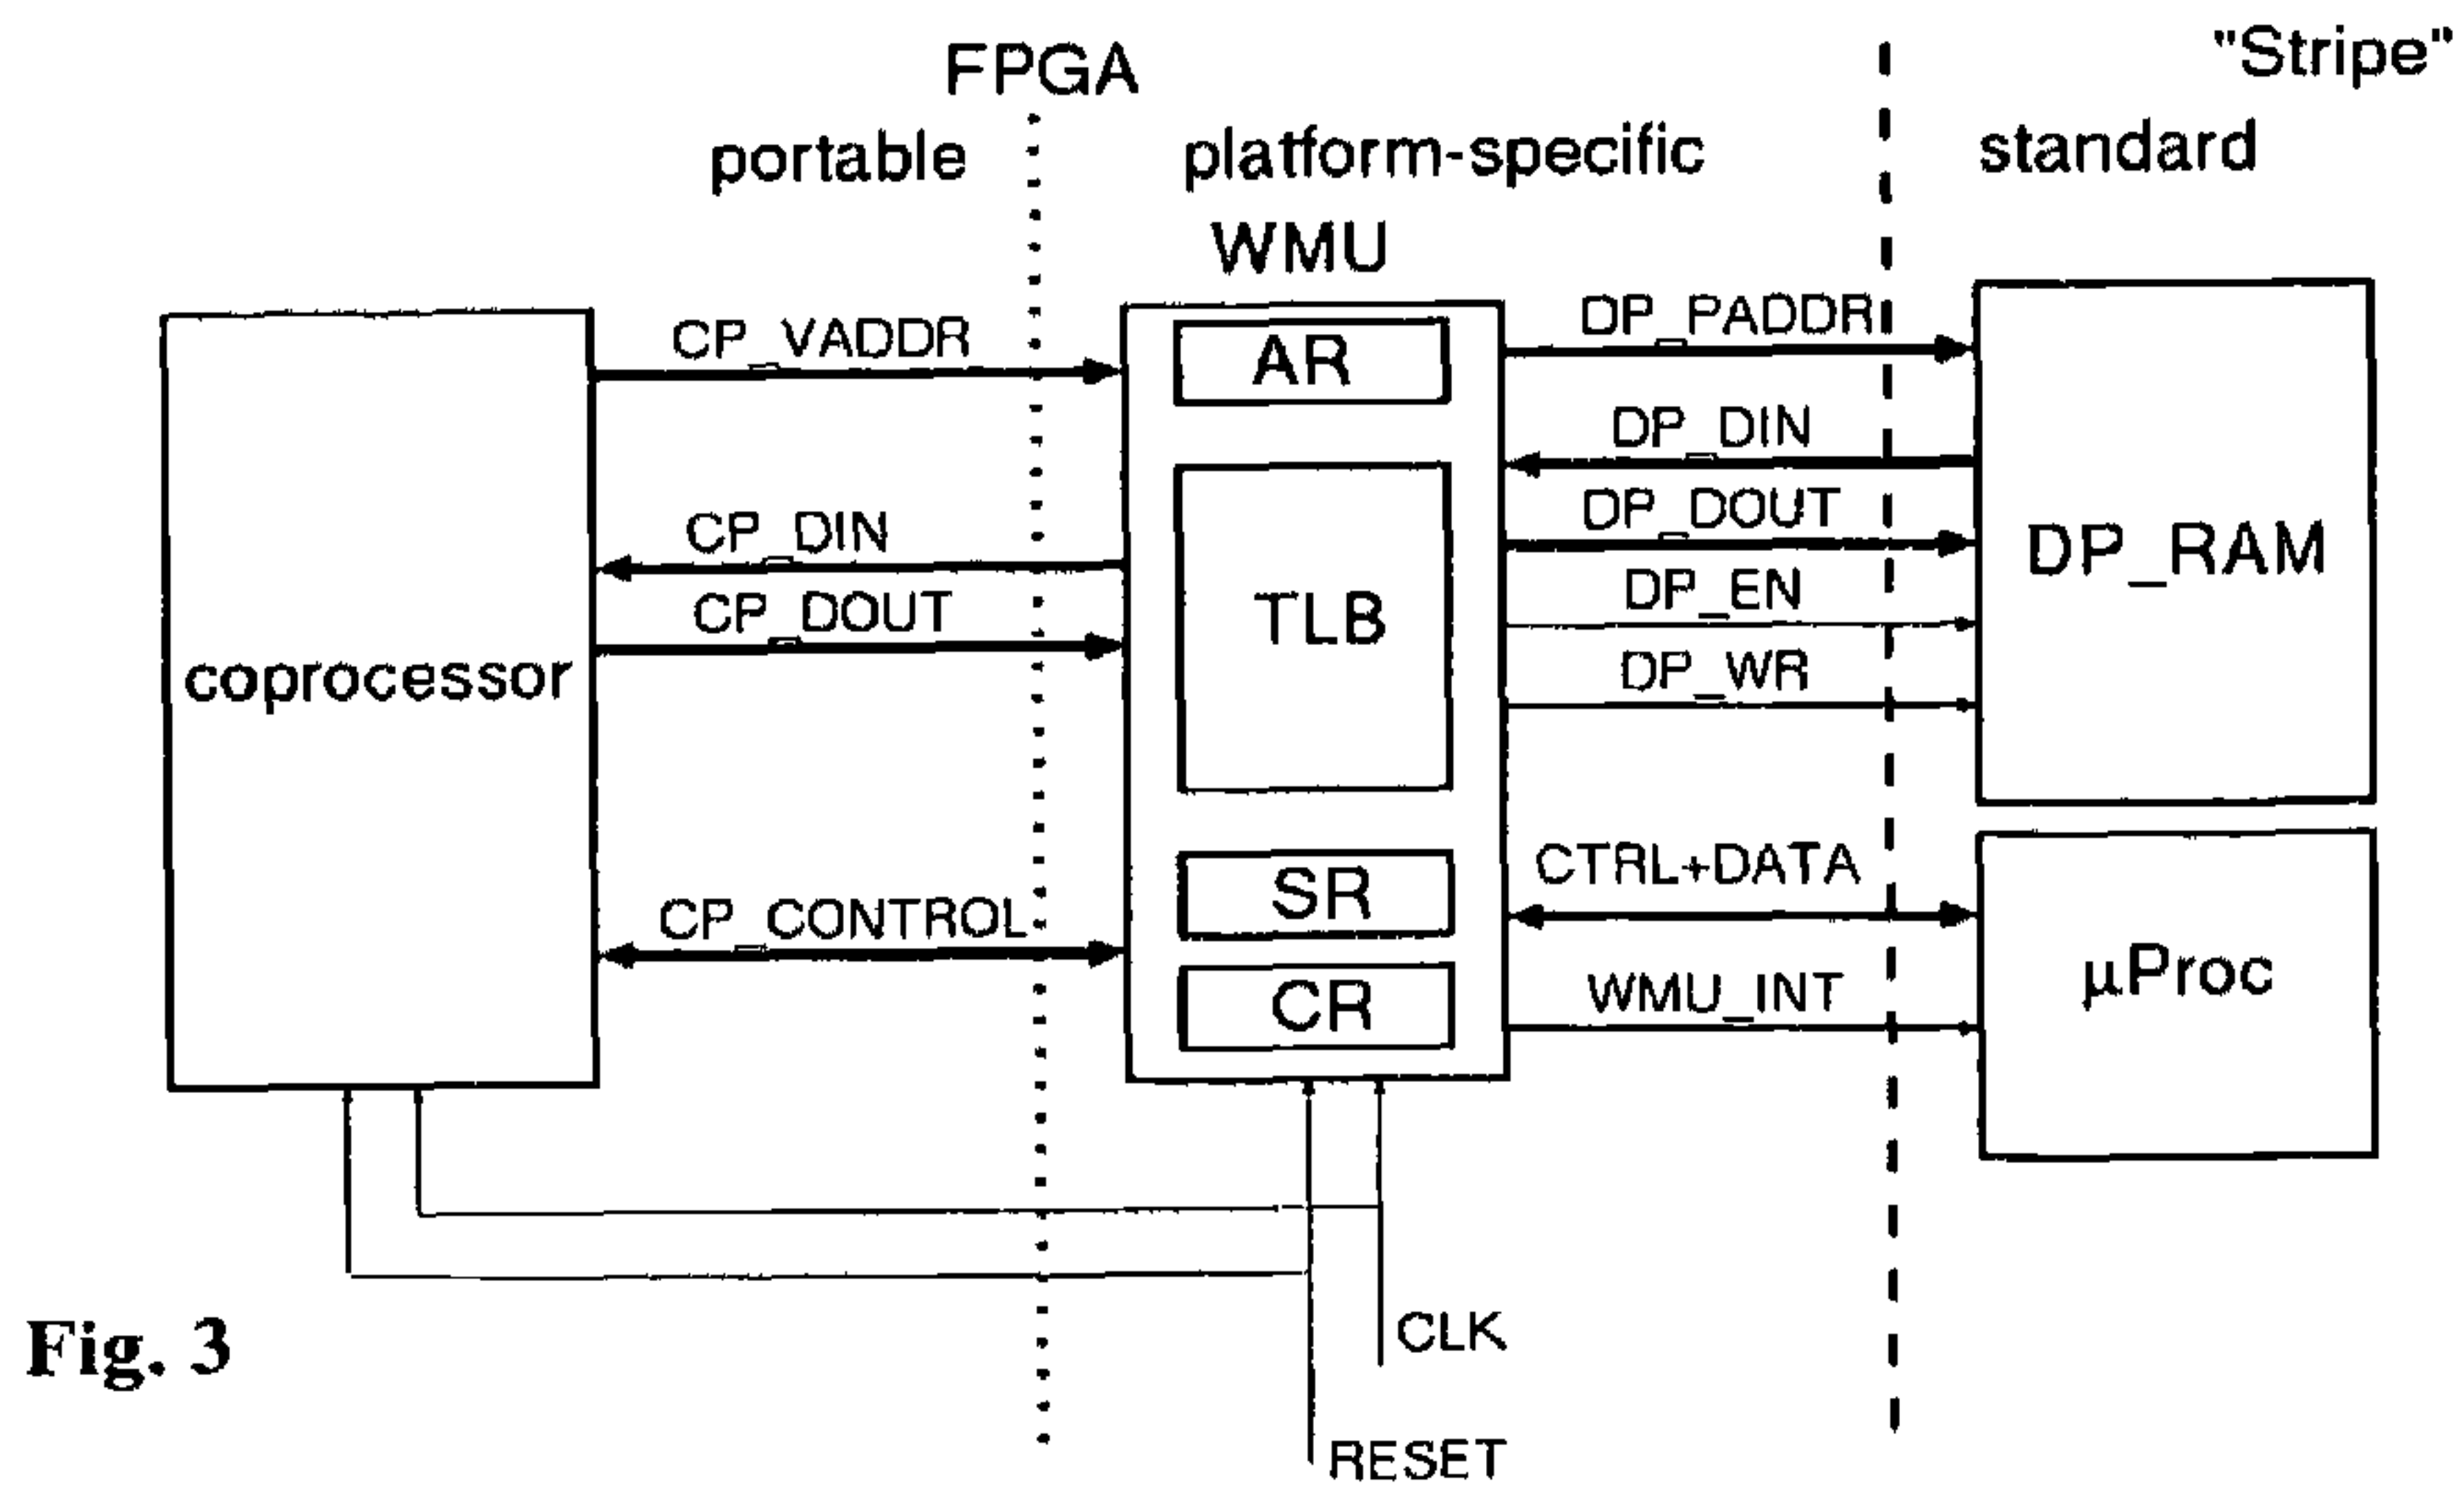 FPGA
"Stripe"
portable
platform-specific
standard
WMU
CP_VADDR
AR
DP_PADDR
DP_DIN
CP_DIN
DP_DOUT
CP_DOUT
TLB
DP_EN
DP_RAM
coprocessor
DP_WR
CTRL+DATA
CP_CONTROL
SR
WMU_INT
µProc
CR
CLK
Fig. 3
RESET